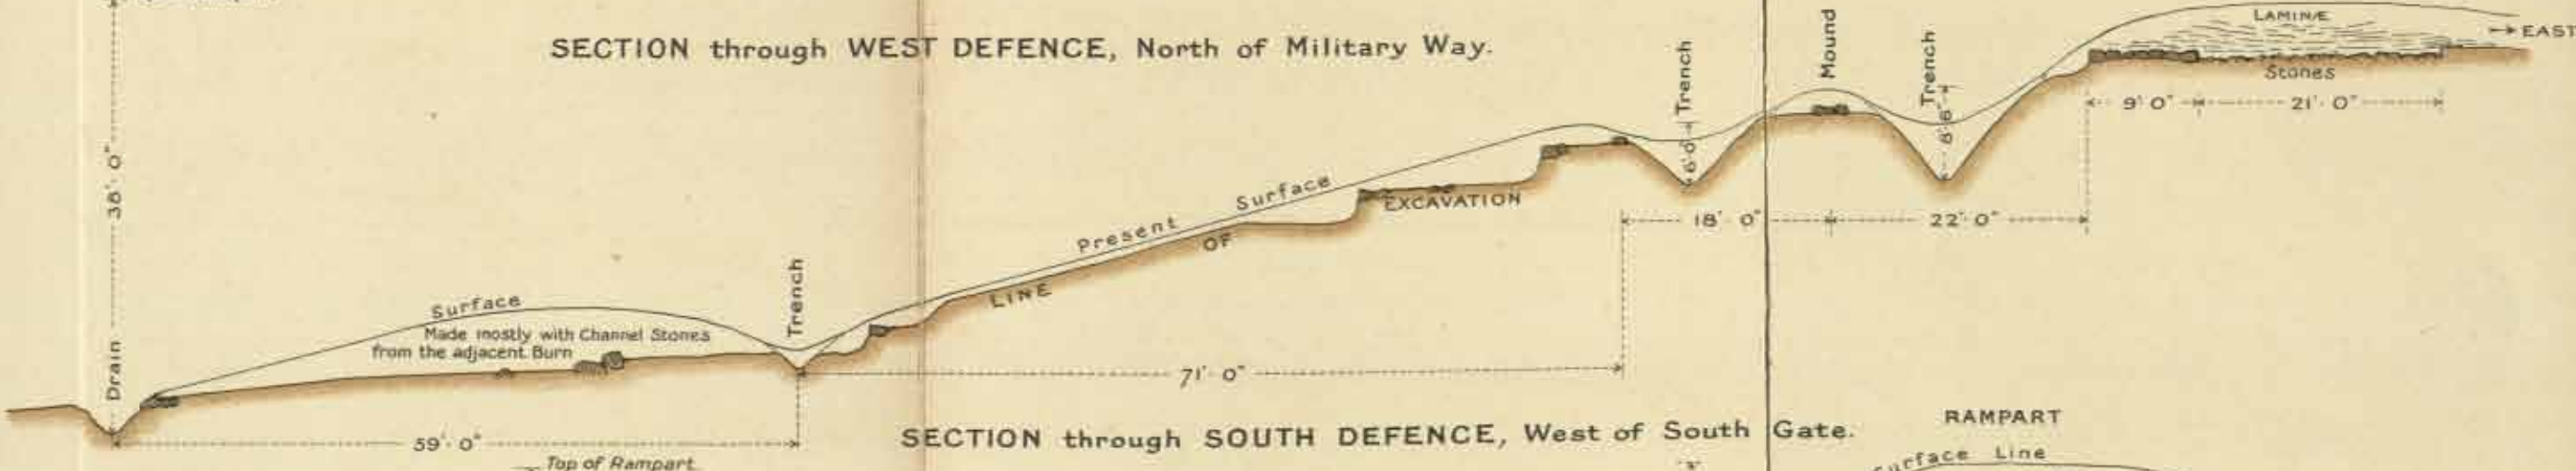 SECTION through WEST DEFENCE, North of Military Way.
LAMINÆ
EAST
Stones
9' 0"
21' 0"
Trench
Mound
Trench
6' 0"
8' 6"
18' 0"
22' 0"
38' 0"
Present Surface
LINE OF EXCAVATION
Surface
Made mostly with Channel Stones
from the adjacent Burn
Trench
Drain
71' 0"
59' 0"
SECTION through SOUTH DEFENCE, West of South Gate.
RAMPART
Top of Rampart
Surface Line